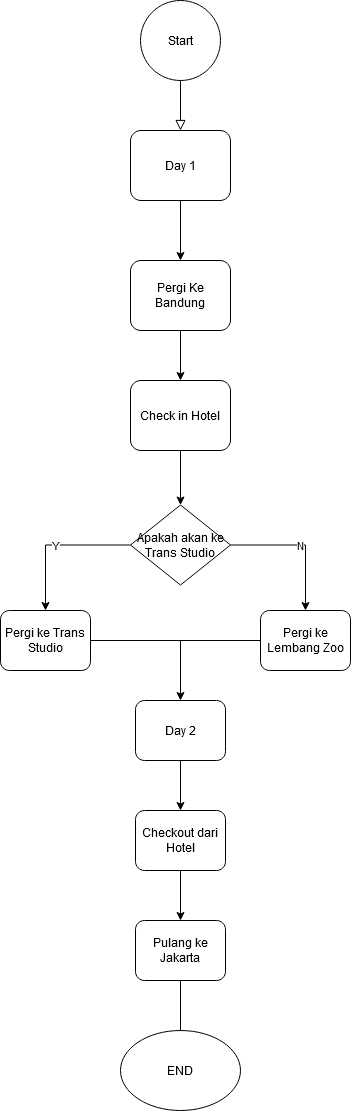 Start
Day 1
Pergi Ke
Bandung
Check in Hotel
Apakah akan ke
Trans Studio
Y
N
Pergi ke Trans
Studio
Pergi ke
Lembang Zoo
Day 2
Checkout dari
Hotel
Pulang ke
Jakarta
END